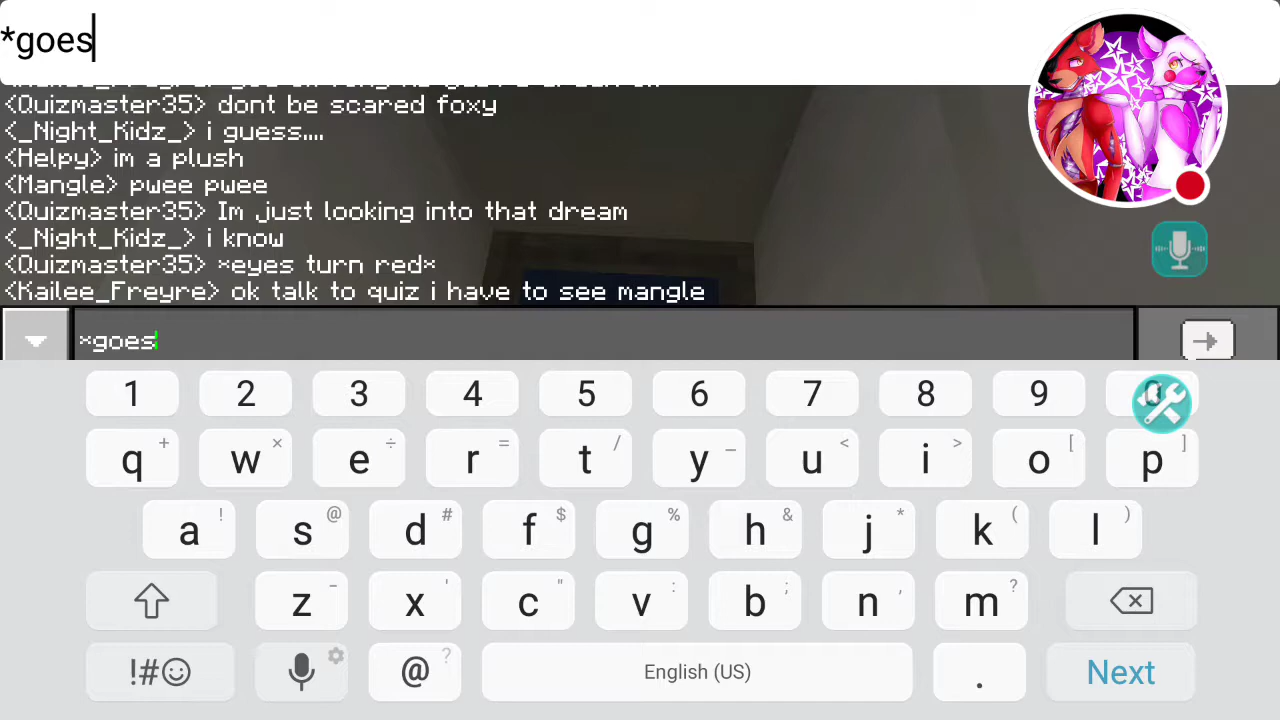 *goes
<Quizmaster35> dont be scared foxy
<_Night_Kidz_> i guess....
<Helpy> im a plush
<Mangle> pwee pwee
<Quizmaster35> Im just looking into that dream
<_Night_Kidz_> i know
<Quizmaster35> *eyes turn red*
<Kailee_Freyre> ok talk to quiz i have to see mangle
*goes
1 2 3 4 5 6 7 8 9
q + w × e ÷ r = t / y _ u < i > o [ p ]
a ! s @ d # f $ g % h & j * k ( l )
z - x ' c " v : b ; n , m ?
!#☺ @ ? English (US) . Next